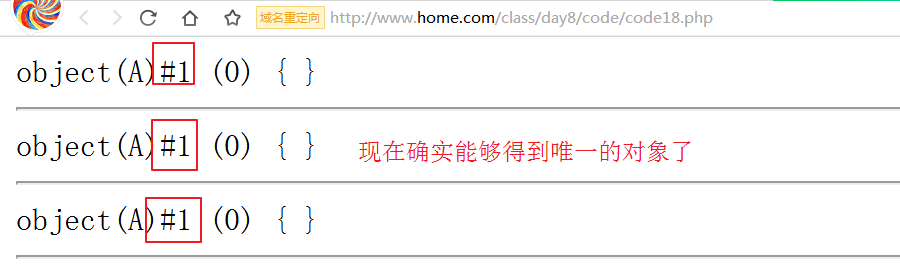 域名重定向 http://www.home.com/class/day8/code/code18.php
object(A)#1 (0) { }
object(A)#1 (0) { } 现在确实能够得到唯一的对象了
object(A)#1 (0) { }